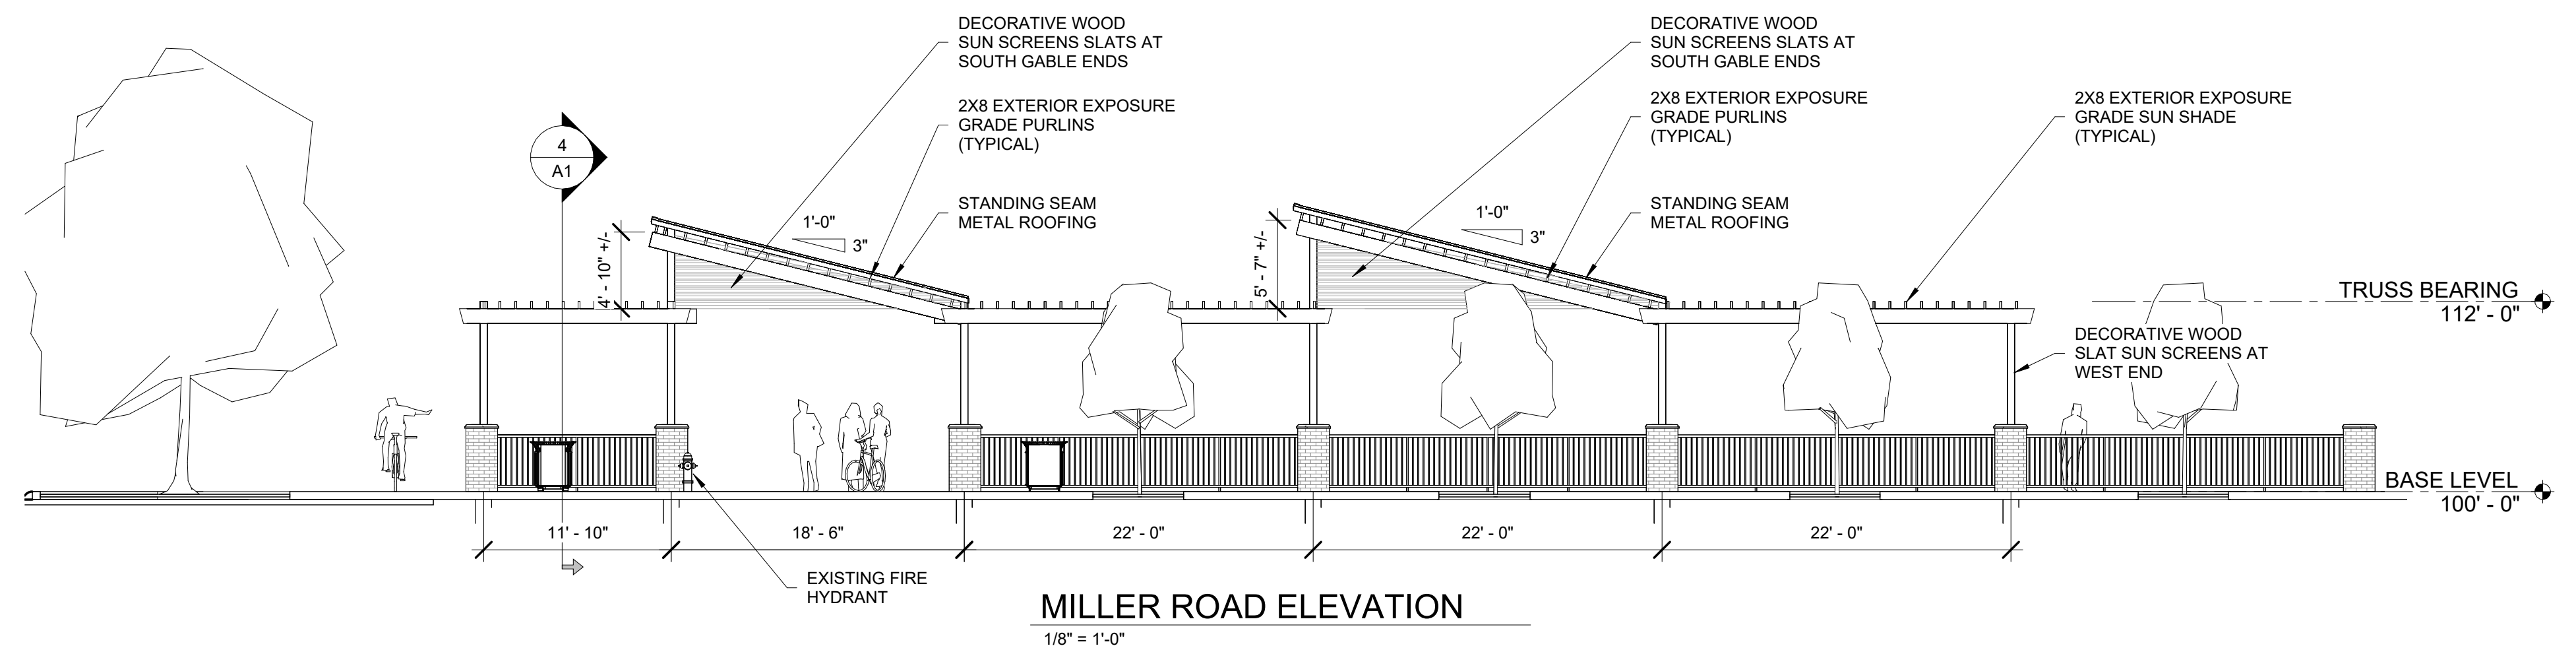 DECORATIVE WOOD
SUN SCREENS SLATS AT
SOUTH GABLE ENDS
DECORATIVE WOOD
SUN SCREENS SLATS AT
SOUTH GABLE ENDS
2X8 EXTERIOR EXPOSURE
GRADE PURLINS
(TYPICAL)
2X8 EXTERIOR EXPOSURE
GRADE PURLINS
(TYPICAL)
2X8 EXTERIOR EXPOSURE
GRADE SUN SHADE
(TYPICAL)
4
A1
STANDING SEAM
METAL ROOFING
STANDING SEAM
METAL ROOFING
1'-0"
3"
1'-0"
3"
4' - 10" +/-
5' - 7" +/-
TRUSS BEARING
112' - 0"
DECORATIVE WOOD
SLAT SUN SCREENS AT
WEST END
BASE LEVEL
100' - 0"
11' - 10"
18' - 6"
22' - 0"
22' - 0"
22' - 0"
EXISTING FIRE
HYDRANT
MILLER ROAD ELEVATION
1/8" = 1'-0"